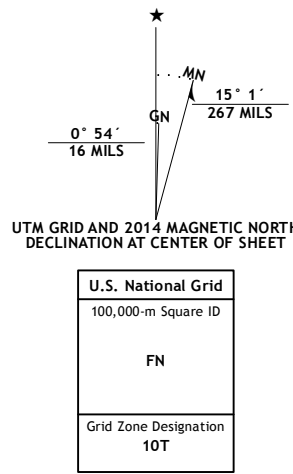 ★
MN
GN
15° 1´
267 MILS
0° 54´
16 MILS
UTM GRID AND 2014 MAGNETIC NORTH
DECLINATION AT CENTER OF SHEET
U.S. National Grid
100,000-m Square ID
FN
Grid Zone Designation
10T